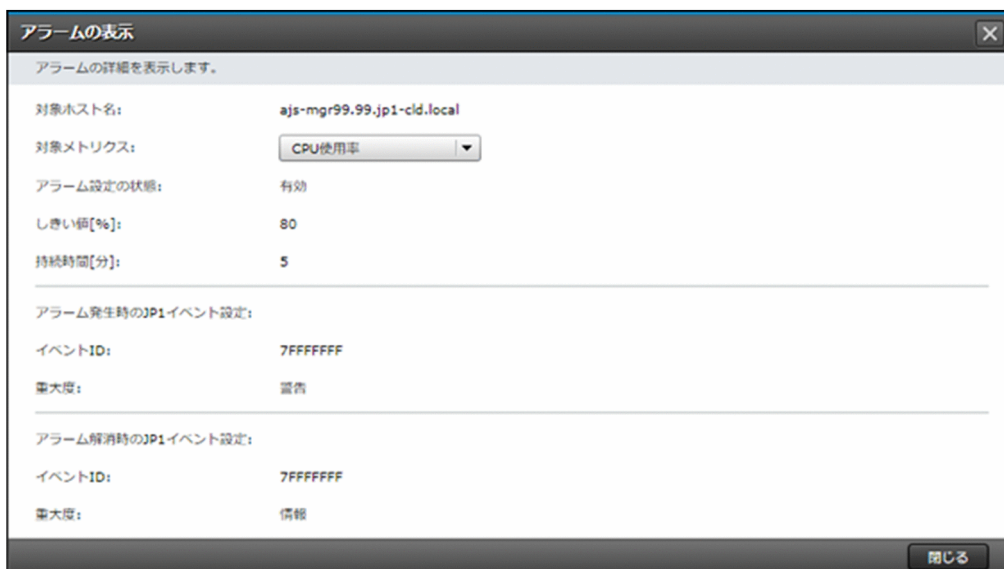 アラームの表示
アラームの詳細を表示します。
対象ホスト名: ajs-mgr99.99.jp1-cld.local
対象メトリクス: CPU使用率
アラーム設定の状態: 有効
しきい値[%]: 80
持続時間[分]: 5
アラーム発生時のJP1イベント設定:
イベントID: 7FFFFFFF
重大度: 警告
アラーム解消時のJP1イベント設定:
イベントID: 7FFFFFFF
重大度: 情報
閉じる